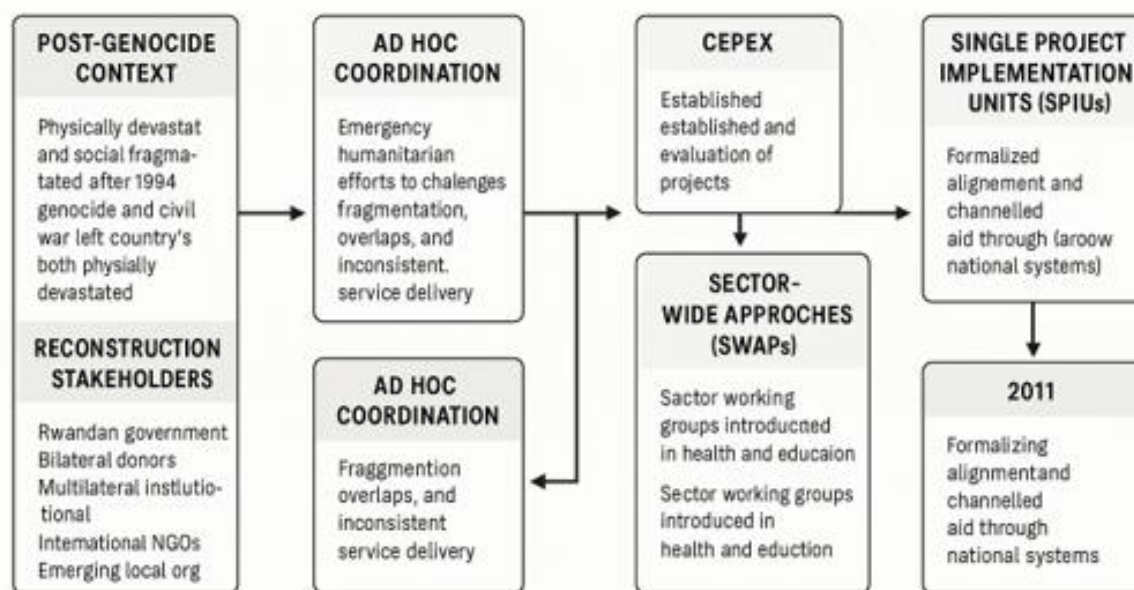 POST-GENOCIDE
CONTEXT
Physically devastat
and social fragma-
tated after 1994
genocide and civil
war left country's
both physially
devastated
RECONSTRUCTION
STAKEHOLDERS
Rwandan government
Bilateral donors
Multilateral instlutio-
tional
International NGOs
Emerging local org
AD HOC
COORDINATION
Emergency
humanitarian
efforts to chalenges
fragmentation,
overlaps, and
inconsistent.
service delivery
AD HOC
COORDINATION
Fraggmention
overlaps, and
inconsistent
service delivery
CEPEX
Established
established and
evaluation of
projects
SECTOR-
WIDE APPROCHES
(SWAPs)
Sactor working
groups introducted
in health and educaion
Sector working groups
introduced in
health and eduction
SINGLE PROJECT
IMPLEMENTATION
UNITS (SPIUs)
Formalized
alignement and
channelled
aid through (aroow
national systems)
2011
Formalizing
alignmentand
channelled
aid through
national systems